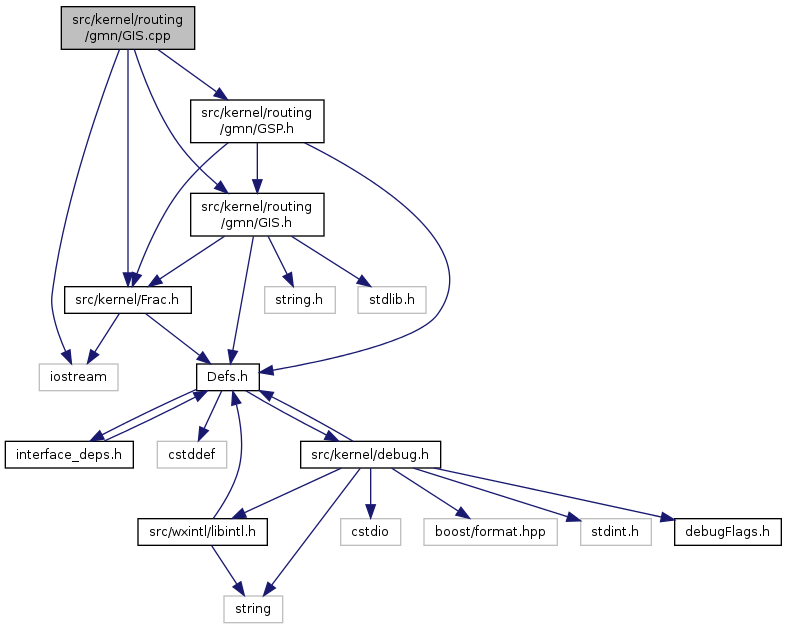 src/kernel/routing
/gmn/GIS.cpp
src/kernel/routing
/gmn/GSP.h
src/kernel/routing
/gmn/GIS.h
src/kernel/Frac.h
string.h
stdlib.h
iostream
Defs.h
interface_deps.h
cstddef
src/kernel/debug.h
src/wxintl/libintl.h
cstdio
boost/format.hpp
stdint.h
debugFlags.h
string